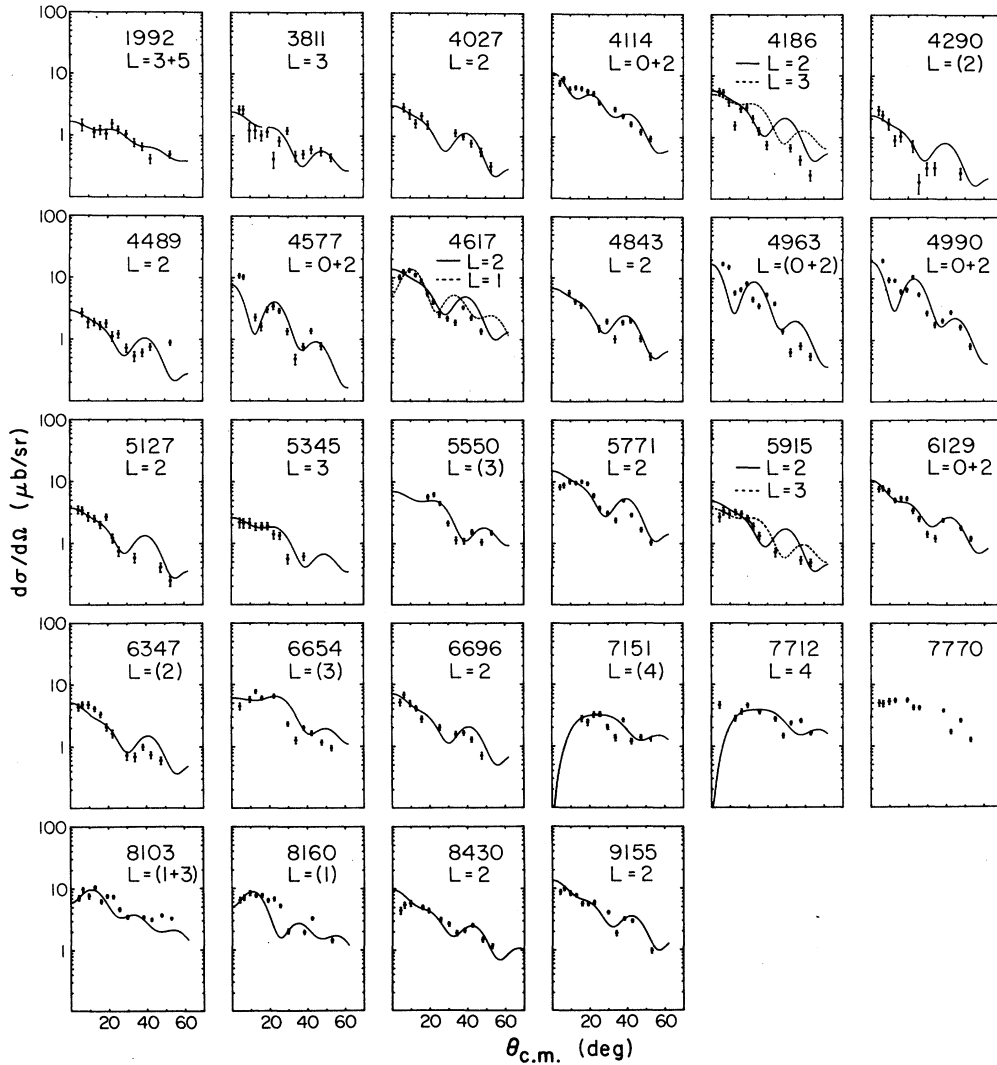 100
10
1
1992
L=3+5
3811
L=3
4027
L=2
4114
L=0+2
4186
L=2
L=3
4290
L=(2)
100
10
1
4489
L=2
4577
L=0+2
4617
L=2
L=1
4843
L=2
4963
L=(0+2)
4990
L=0+2
dσ/dΩ (μb/sr)
100
10
1
5127
L=2
5345
L=3
5550
L=(3)
5771
L=2
5915
L=2
L=3
6129
L=0+2
100
10
1
6347
L=(2)
6654
L=(3)
6696
L=2
7151
L=(4)
7712
L=4
7770
100
10
1
8103
L=(1+3)
8160
L=(1)
8430
L=2
9155
L=2
20 40 60 20 40 60 20 40 60 20 40 60
θc.m. (deg)